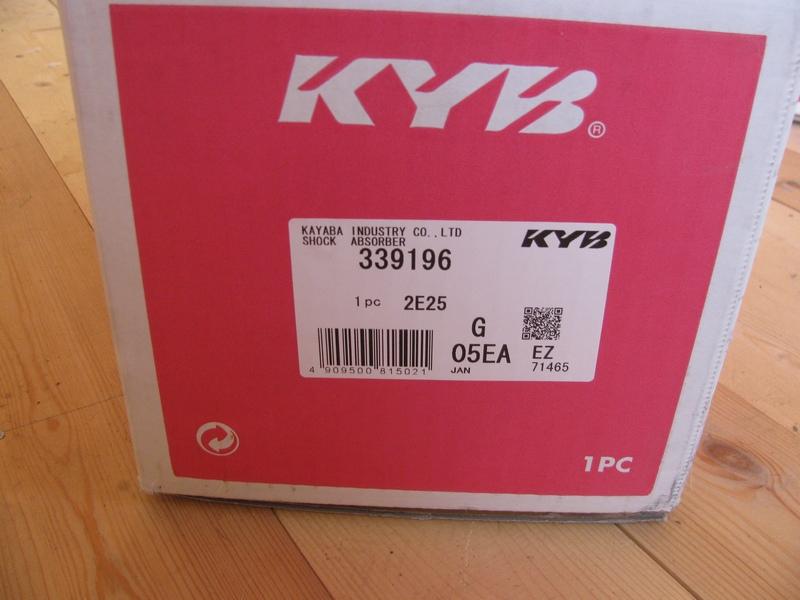 KYB®
KAYABA INDUSTRY CO.,LTD
SHOCK ABSORBER
KYB
339196
1pc 2E25
G
05EA EZ
4 909500 815021 JAN 71465
1PC